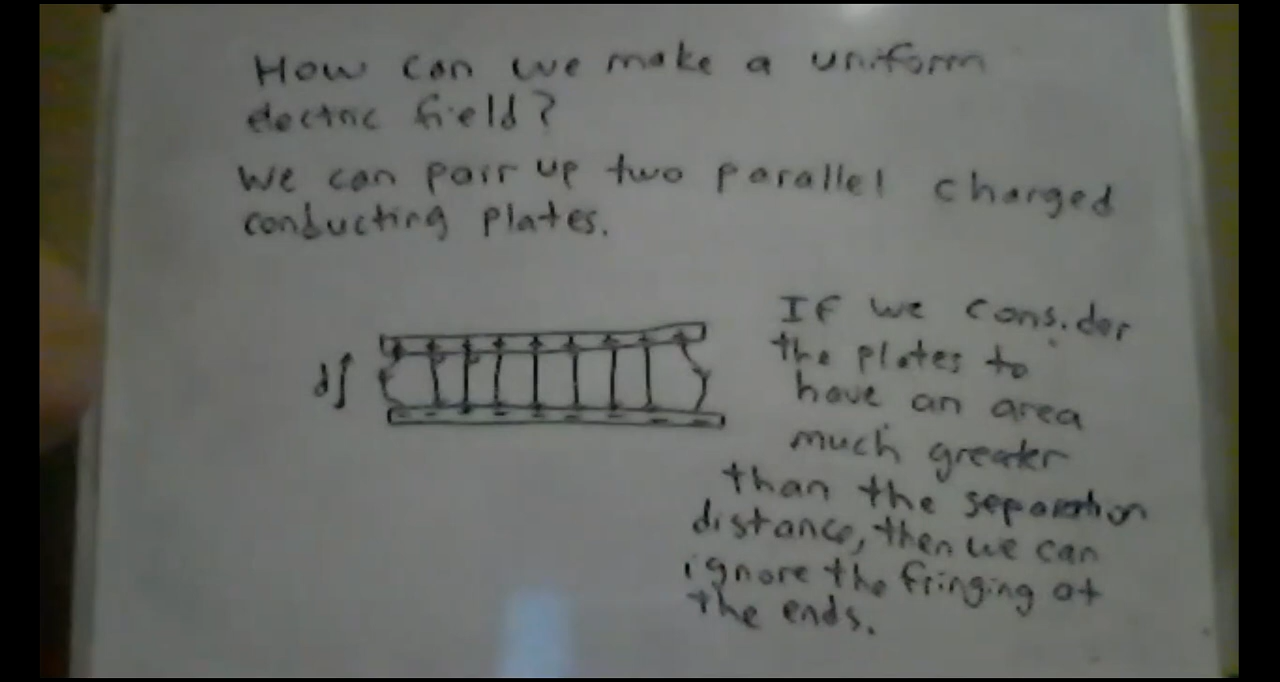 How can we make a uniform
electric field?
We can pair up two parallel charged
conducting plates.
d
If we consider
the plates to
have an area
much greater
than the separation
distance, then we can
ignore the fringing at
the ends.